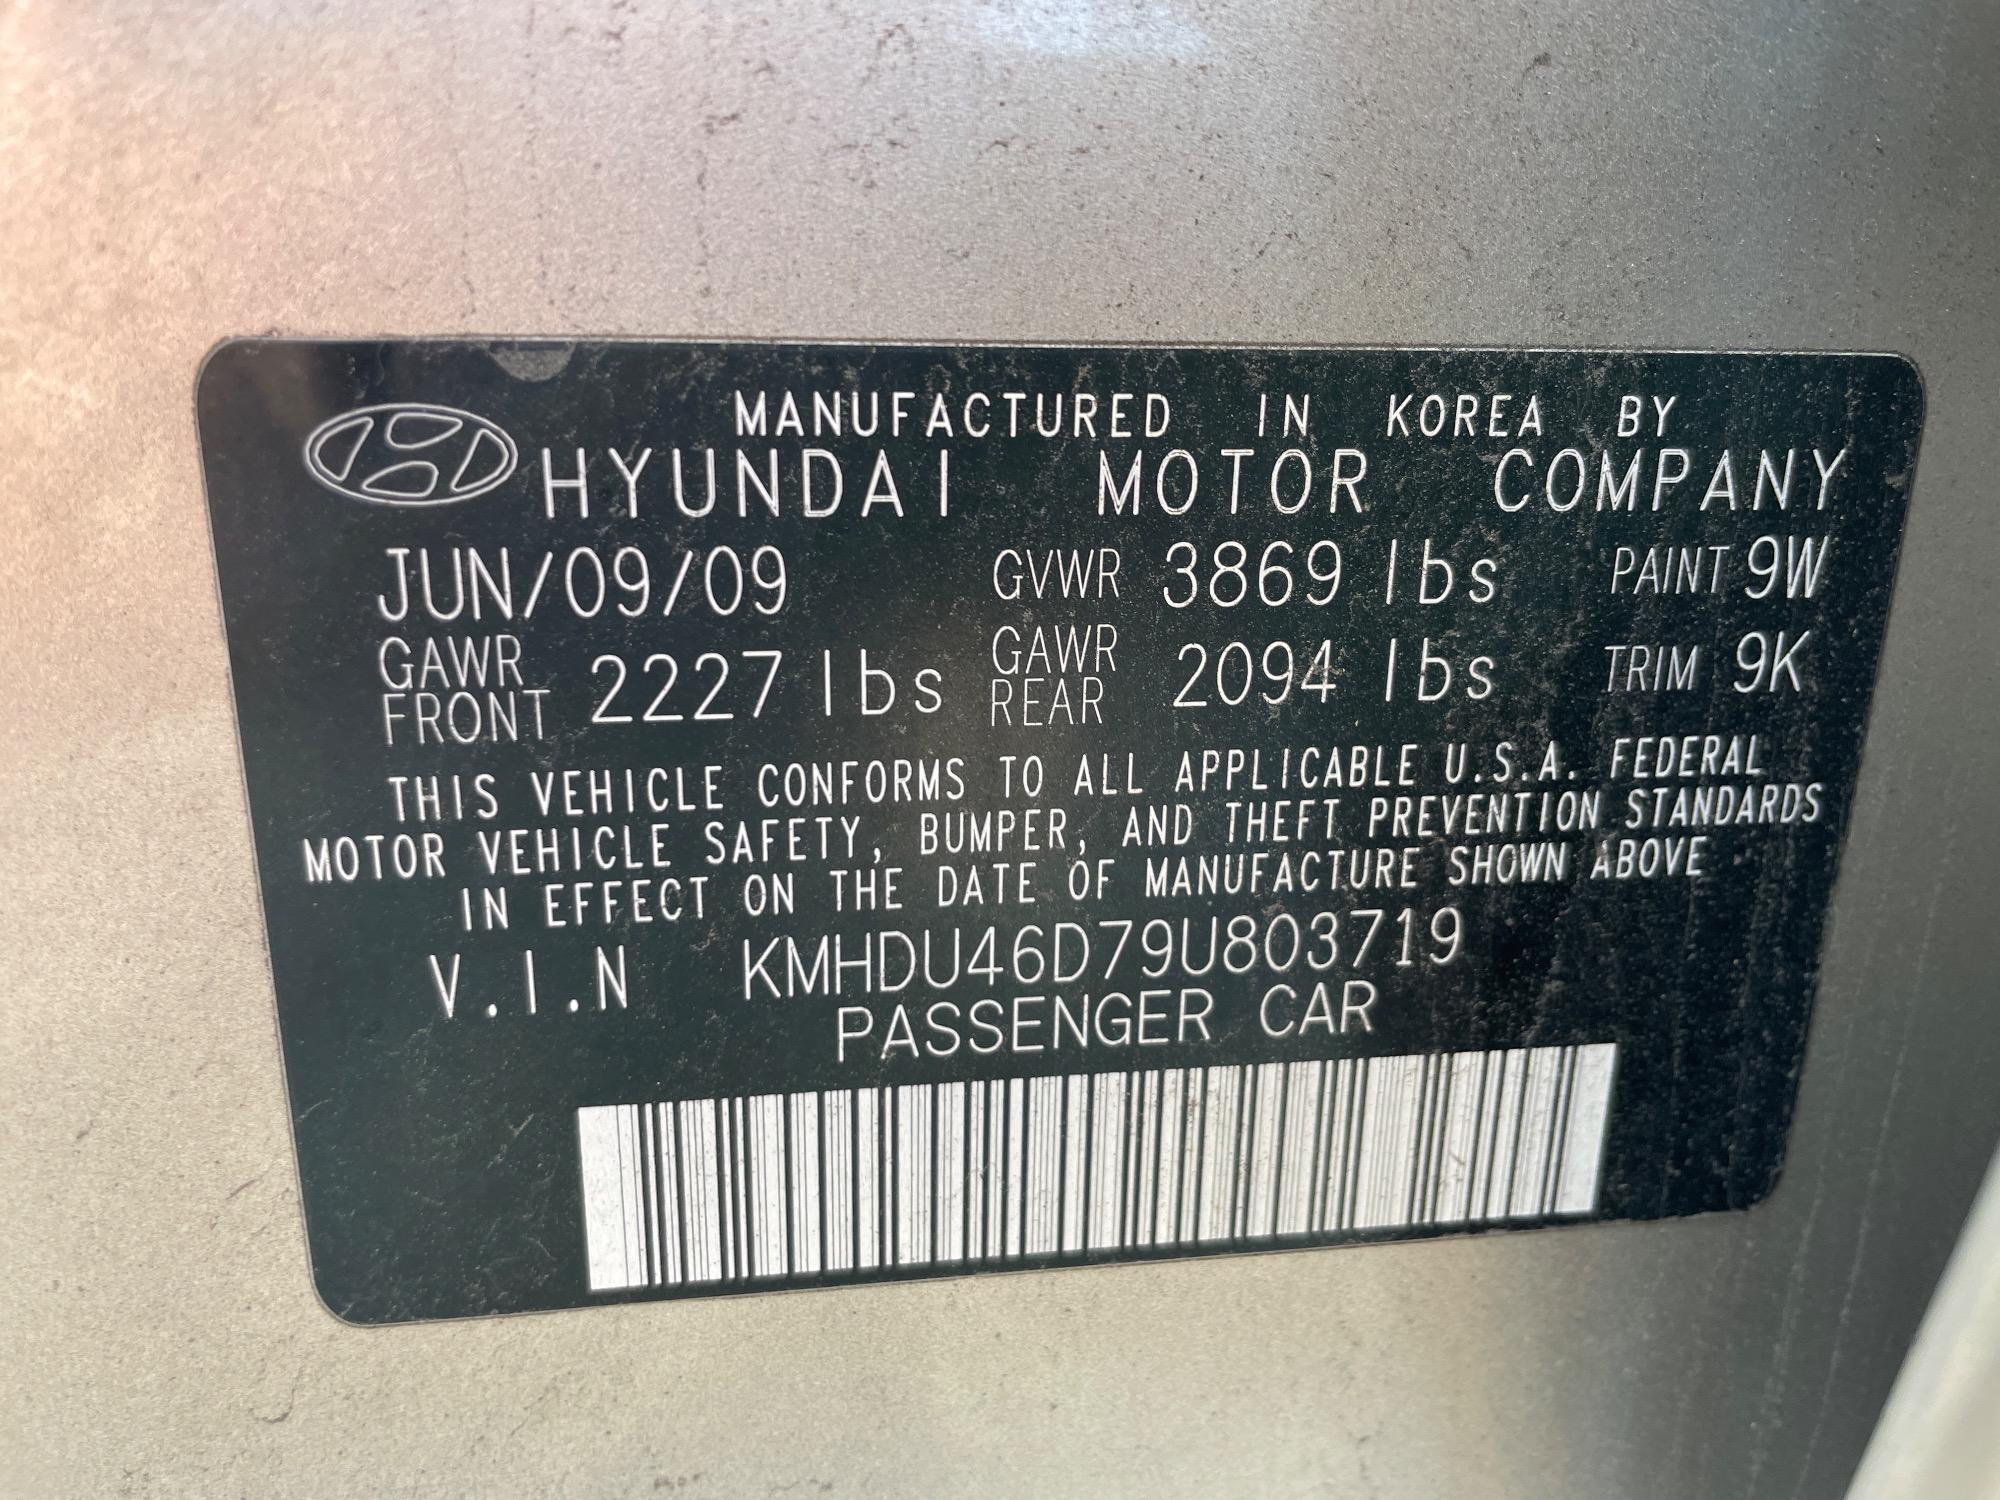 MANUFACTURED IN KOREA BY
HYUNDAI MOTOR COMPANY
JUN/09/09 GVWR 3869 lbs PAINT 9W
GAWR FRONT 2227 lbs GAWR REAR 2094 lbs TRIM 9K
THIS VEHICLE CONFORMS TO ALL APPLICABLE U.S.A. FEDERAL
MOTOR VEHICLE SAFETY, BUMPER, AND THEFT PREVENTION STANDARDS
IN EFFECT ON THE DATE OF MANUFACTURE SHOWN ABOVE
V.I.N KMHDU46D79U803719
PASSENGER CAR